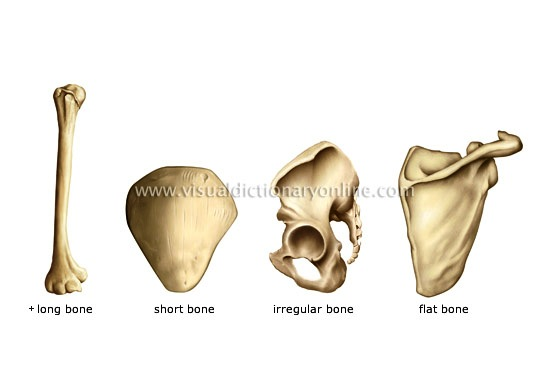 www.visualdictionaryonline.com
+ long bone
short bone
irregular bone
flat bone